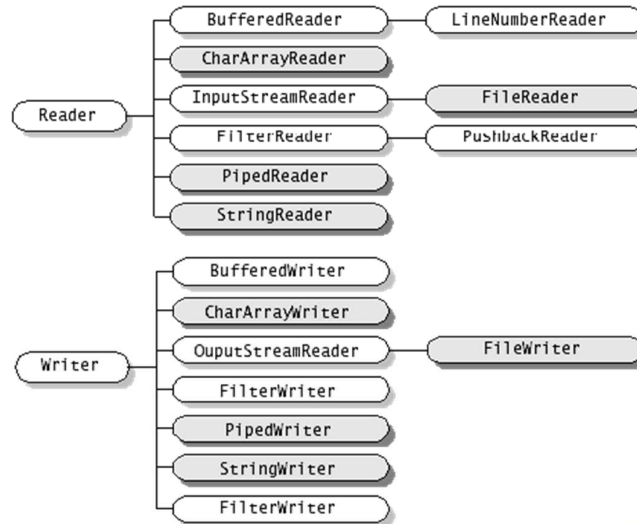 BufferedReader LineNumberReader
CharArrayReader
InputStreamReader FileReader
Reader
FilterReader PushbackReader
PipedReader
StringReader
BufferedWriter
CharArrayWriter
OuputStreamReader FileWriter
Writer
FilterWriter
PipedWriter
StringWriter
FilterWriter